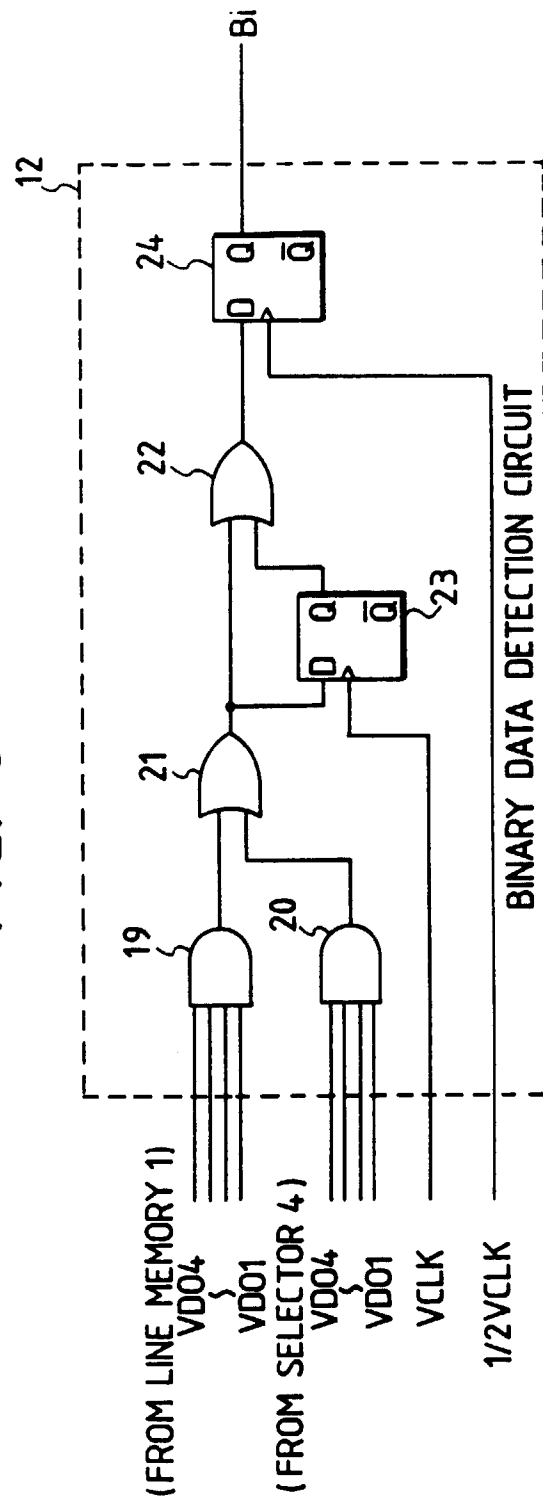 12
(FROM LINE MEMORY 1)
VDO4
VDO1
(FROM SELECTOR 4)
VDO4
VDO1
VCLK
1/2VCLK
19
20
21
22
D Q
Q̅
23
D Q
Q̅
24
Bi
BINARY DATA DETECTION CIRCUIT